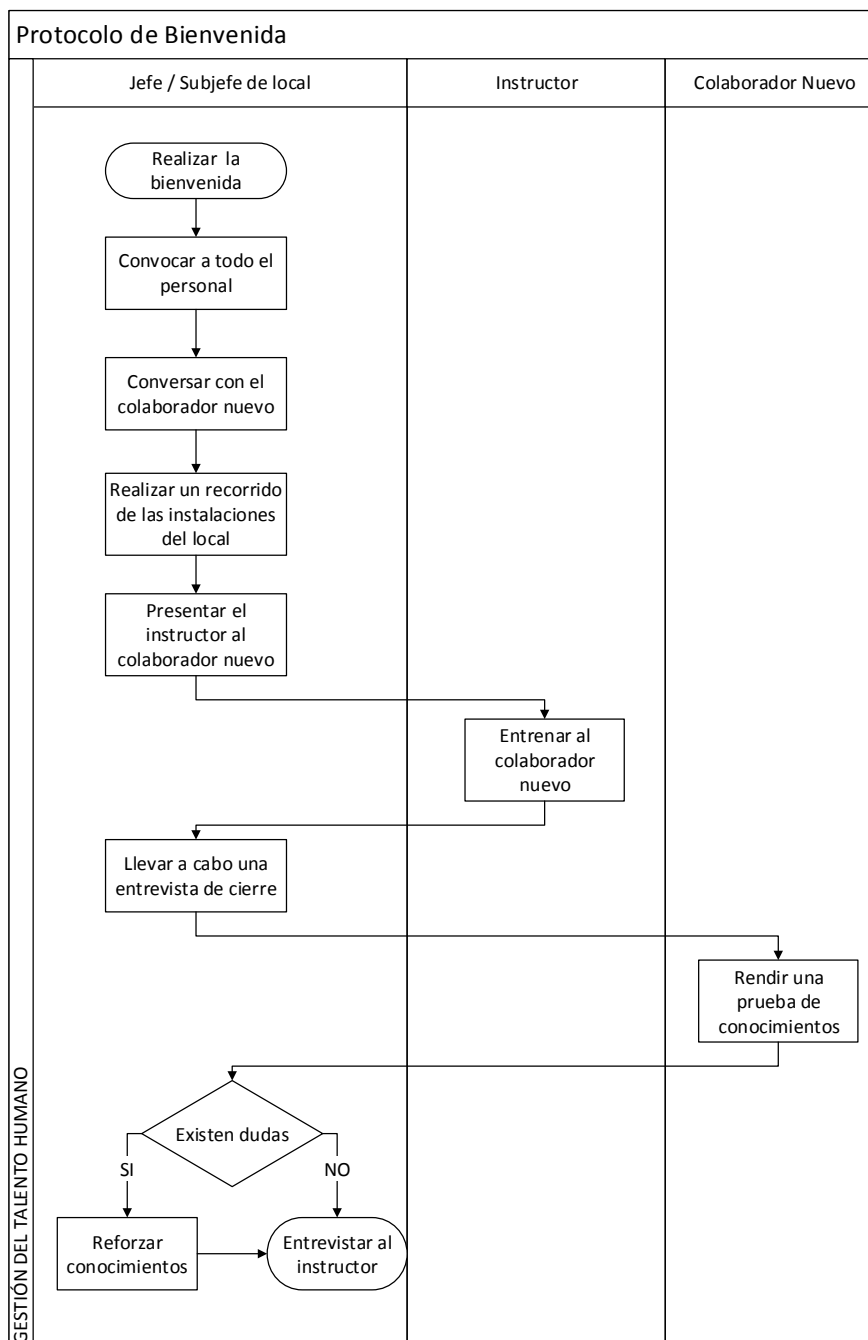 Protocolo de Bienvenida
Jefe / Subjefe de local
Instructor
Colaborador Nuevo
GESTIÓN DEL TALENTO HUMANO
Realizar la
bienvenida
Convocar a todo el
personal
Conversar con el
colaborador nuevo
Realizar un recorrido
de las instalaciones
del local
Presentar el
instructor al
colaborador nuevo
Entrenar al
colaborador
nuevo
Llevar a cabo una
entrevista de cierre
Rendir una
prueba de
conocimientos
Existen dudas
SI
NO
Reforzar
conocimientos
Entrevistar al
instructor